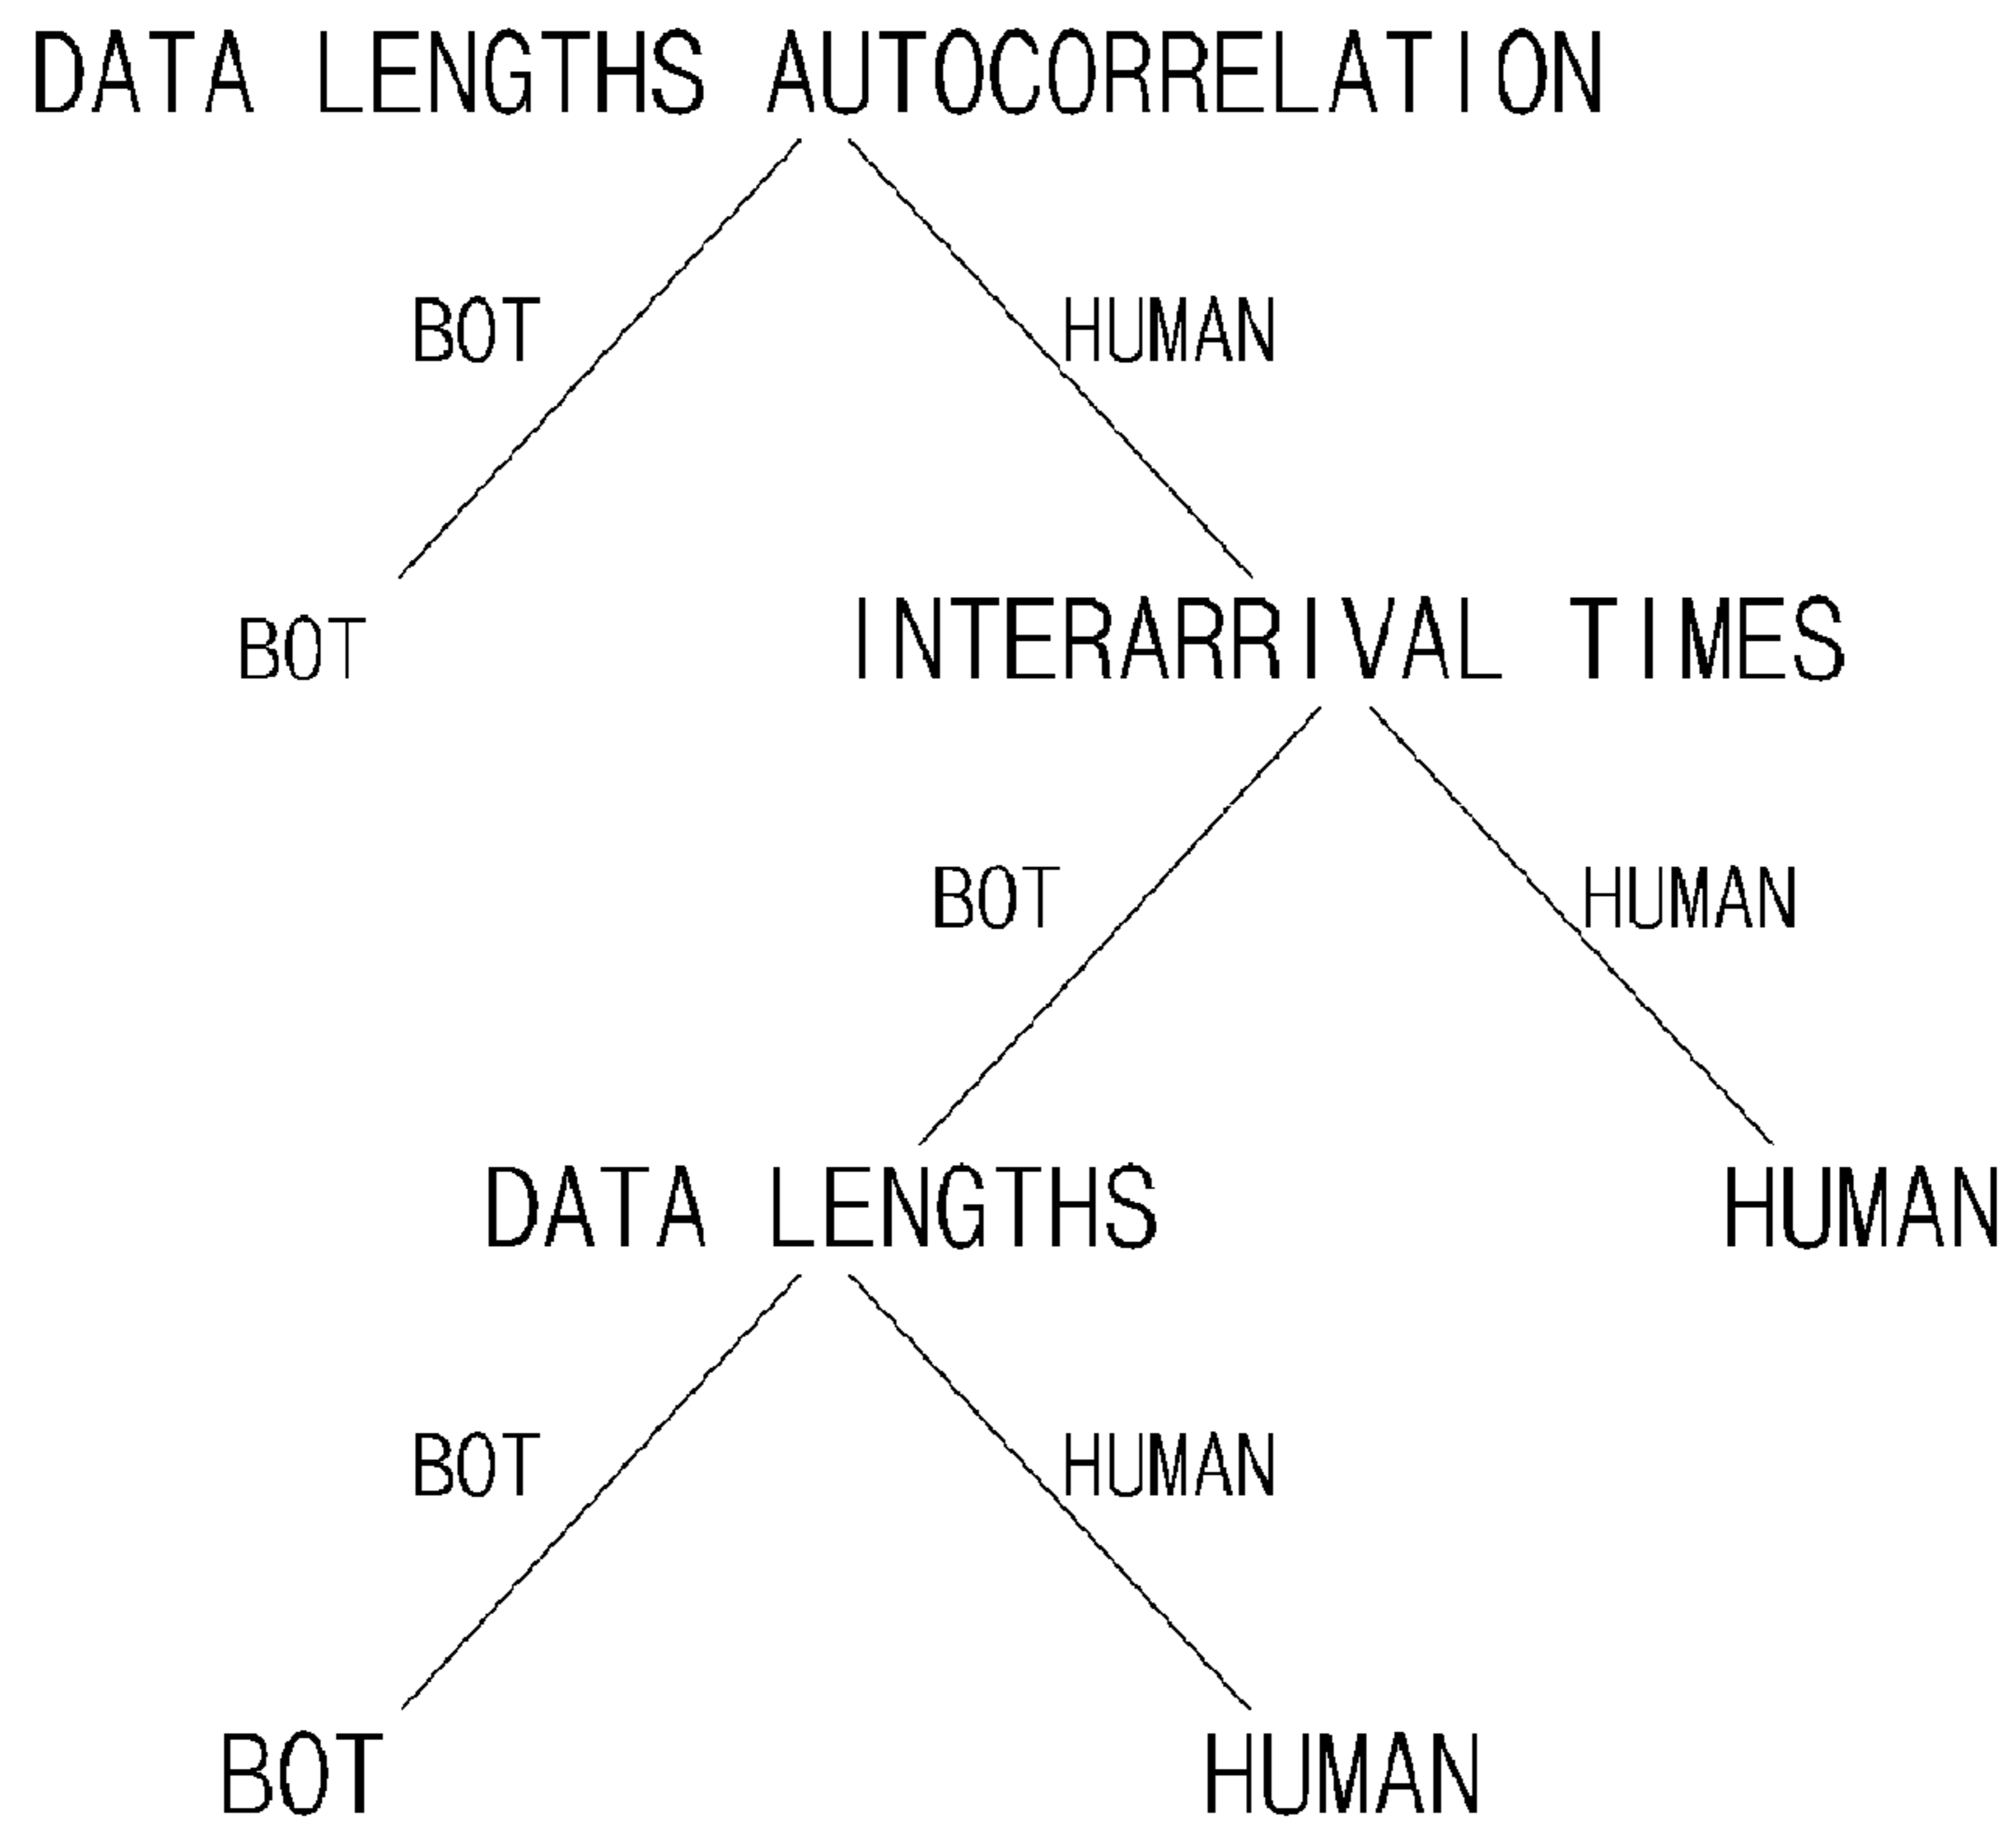 DATA LENGTHS AUTOCORRELATION
BOT HUMAN
BOT INTERARRIVAL TIMES
BOT HUMAN
DATA LENGTHS HUMAN
BOT HUMAN
BOT HUMAN